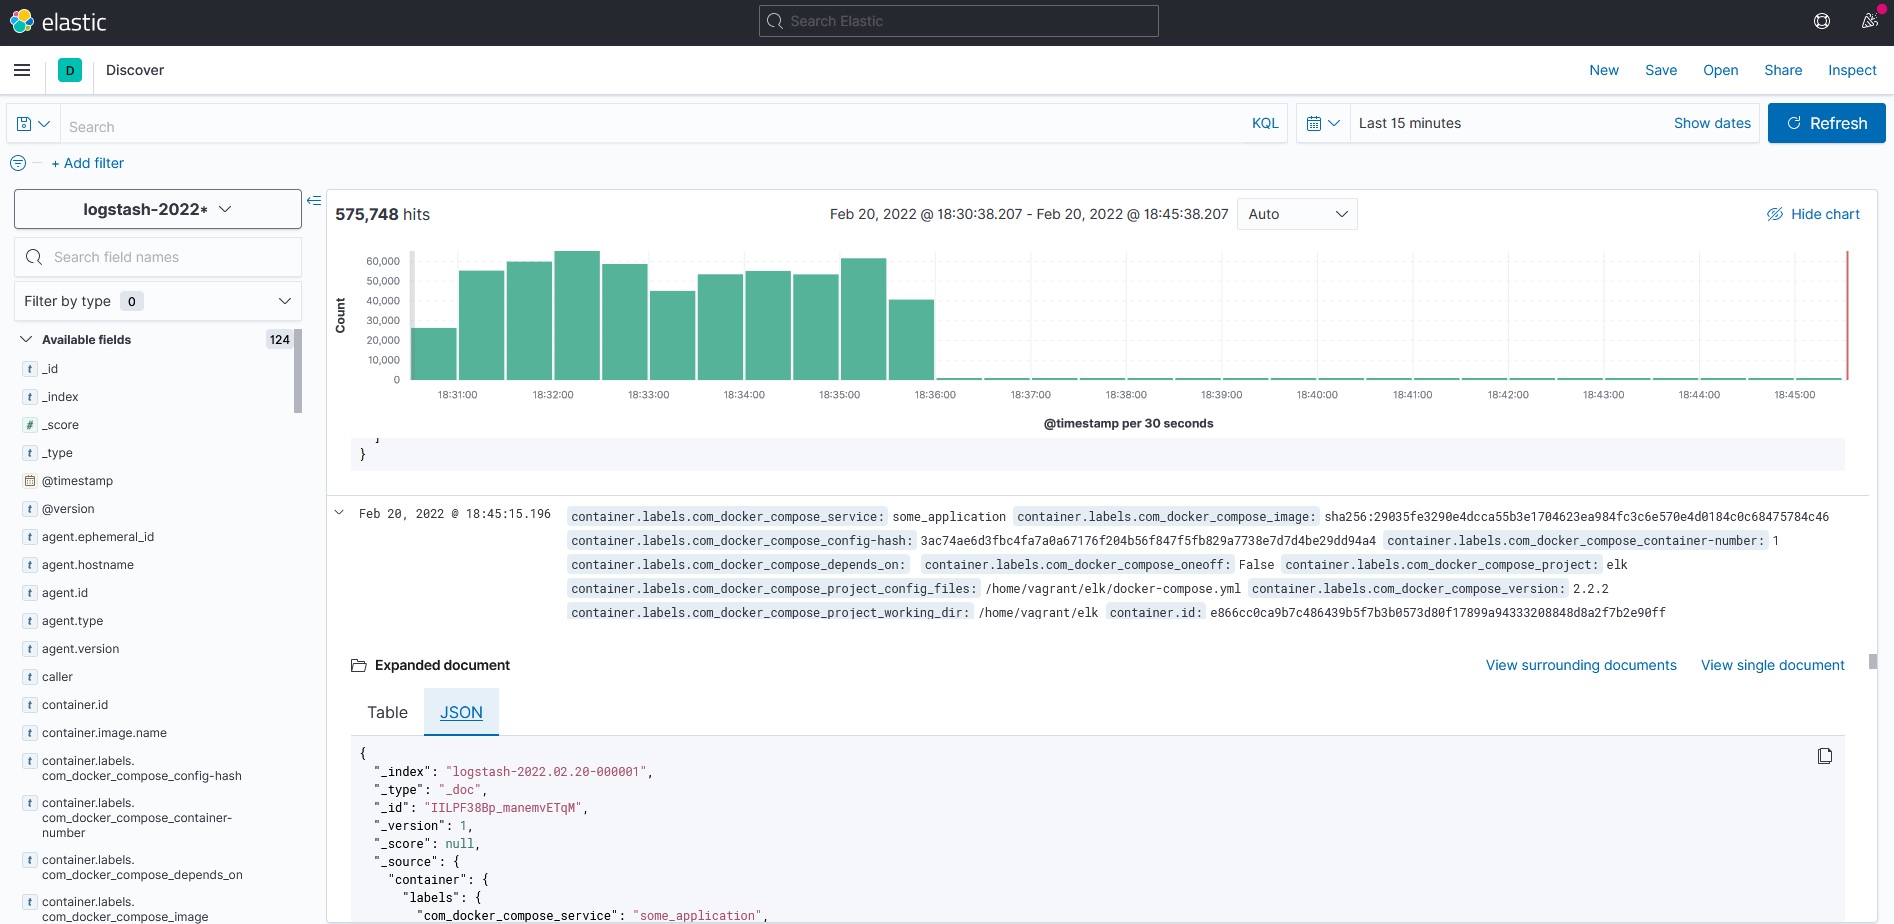 elastic
Search Elastic
D
Discover
New Save Open Share Inspect
Search
KQL
Last 15 minutes
Show dates
Refresh
+ Add filter
logstash-2022*
Search field names
Filter by type 0
Available fields 124
t _id
t _index
# _score
t _type
@timestamp
t @version
t agent.ephemeral_id
t agent.hostname
t agent.id
t agent.type
t agent.version
t caller
t container.id
t container.image.name
t container.labels.
com_docker_compose_config-hash
t container.labels.
com_docker_compose_container-
number
t container.labels.
com_docker_compose_depends_on
t container.labels.
com_docker_compose_image
575,748 hits
Feb 20, 2022 @ 18:30:38.207 - Feb 20, 2022 @ 18:45:38.207
Auto
Hide chart
Count
60,000
50,000
40,000
30,000
20,000
10,000
0
18:31:00 18:32:00 18:33:00 18:34:00 18:35:00 18:36:00 18:37:00 18:38:00 18:39:00 18:40:00 18:41:00 18:42:00 18:43:00 18:44:00 18:45:00
@timestamp per 30 seconds
]
}
Feb 20, 2022 @ 18:45:15.196
container.labels.com_docker_compose_service: some_application container.labels.com_docker_compose_image: sha256:29035fe3290e4dcca55b3e1704623ea984fc3c6e570e4d0184c0c68475784c46
container.labels.com_docker_compose_config-hash: 3ac74ae6d3fbc4fa7a0a67176f204b56f847f5fb829a7738e7d7d4be29dd94a4 container.labels.com_docker_compose_container-number: 1
container.labels.com_docker_compose_depends_on: container.labels.com_docker_compose_oneoff: False container.labels.com_docker_compose_project: elk
container.labels.com_docker_compose_project_config_files: /home/vagrant/elk/docker-compose.yml container.labels.com_docker_compose_version: 2.2.2
container.labels.com_docker_compose_project_working_dir: /home/vagrant/elk container.id: e866cc0ca9b7c486439b5f7b3b0573d80f17899a94333208848d8a2f7b2e90ff
Expanded document
View surrounding documents View single document
Table JSON
{
"_index": "logstash-2022.02.20-000001",
"_type": "_doc",
"_id": "IILPF38Bp_manemvETqM",
"_version": 1,
"_score": null,
"_source": {
"container": {
"labels": {
"com_docker_compose_service": "some_application",